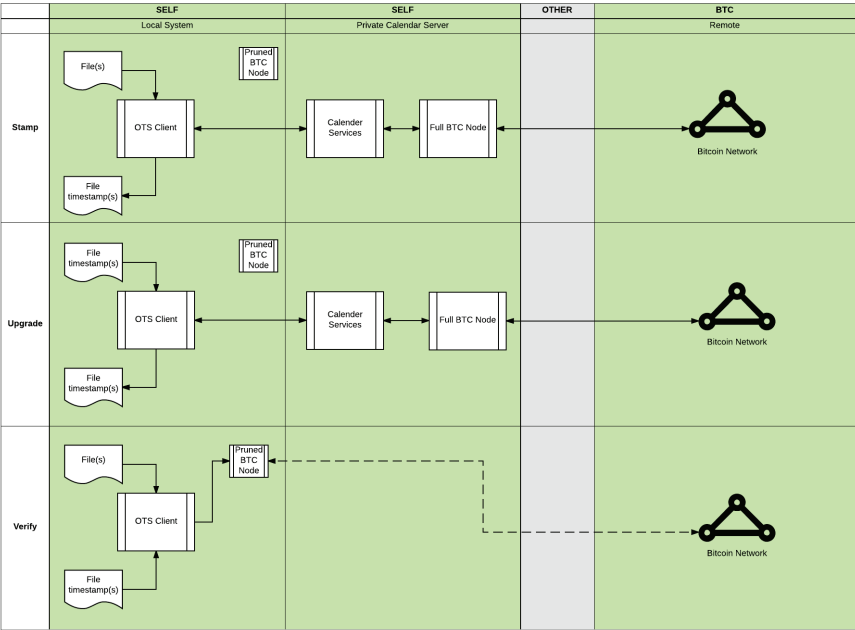 SELF
SELF
OTHER
BTC
Local System
Private Calendar Server
Remote
Stamp
File(s)
Pruned
BTC
Node
OTS Client
Calender
Services
Full BTC Node
Bitcoin Network
File
timestamp(s)
Upgrade
File
timestamp(s)
Pruned
BTC
Node
OTS Client
Calender
Services
Full BTC Node
Bitcoin Network
File
timestamp(s)
Verify
File(s)
Pruned
BTC
Node
OTS Client
Bitcoin Network
File
timestamp(s)